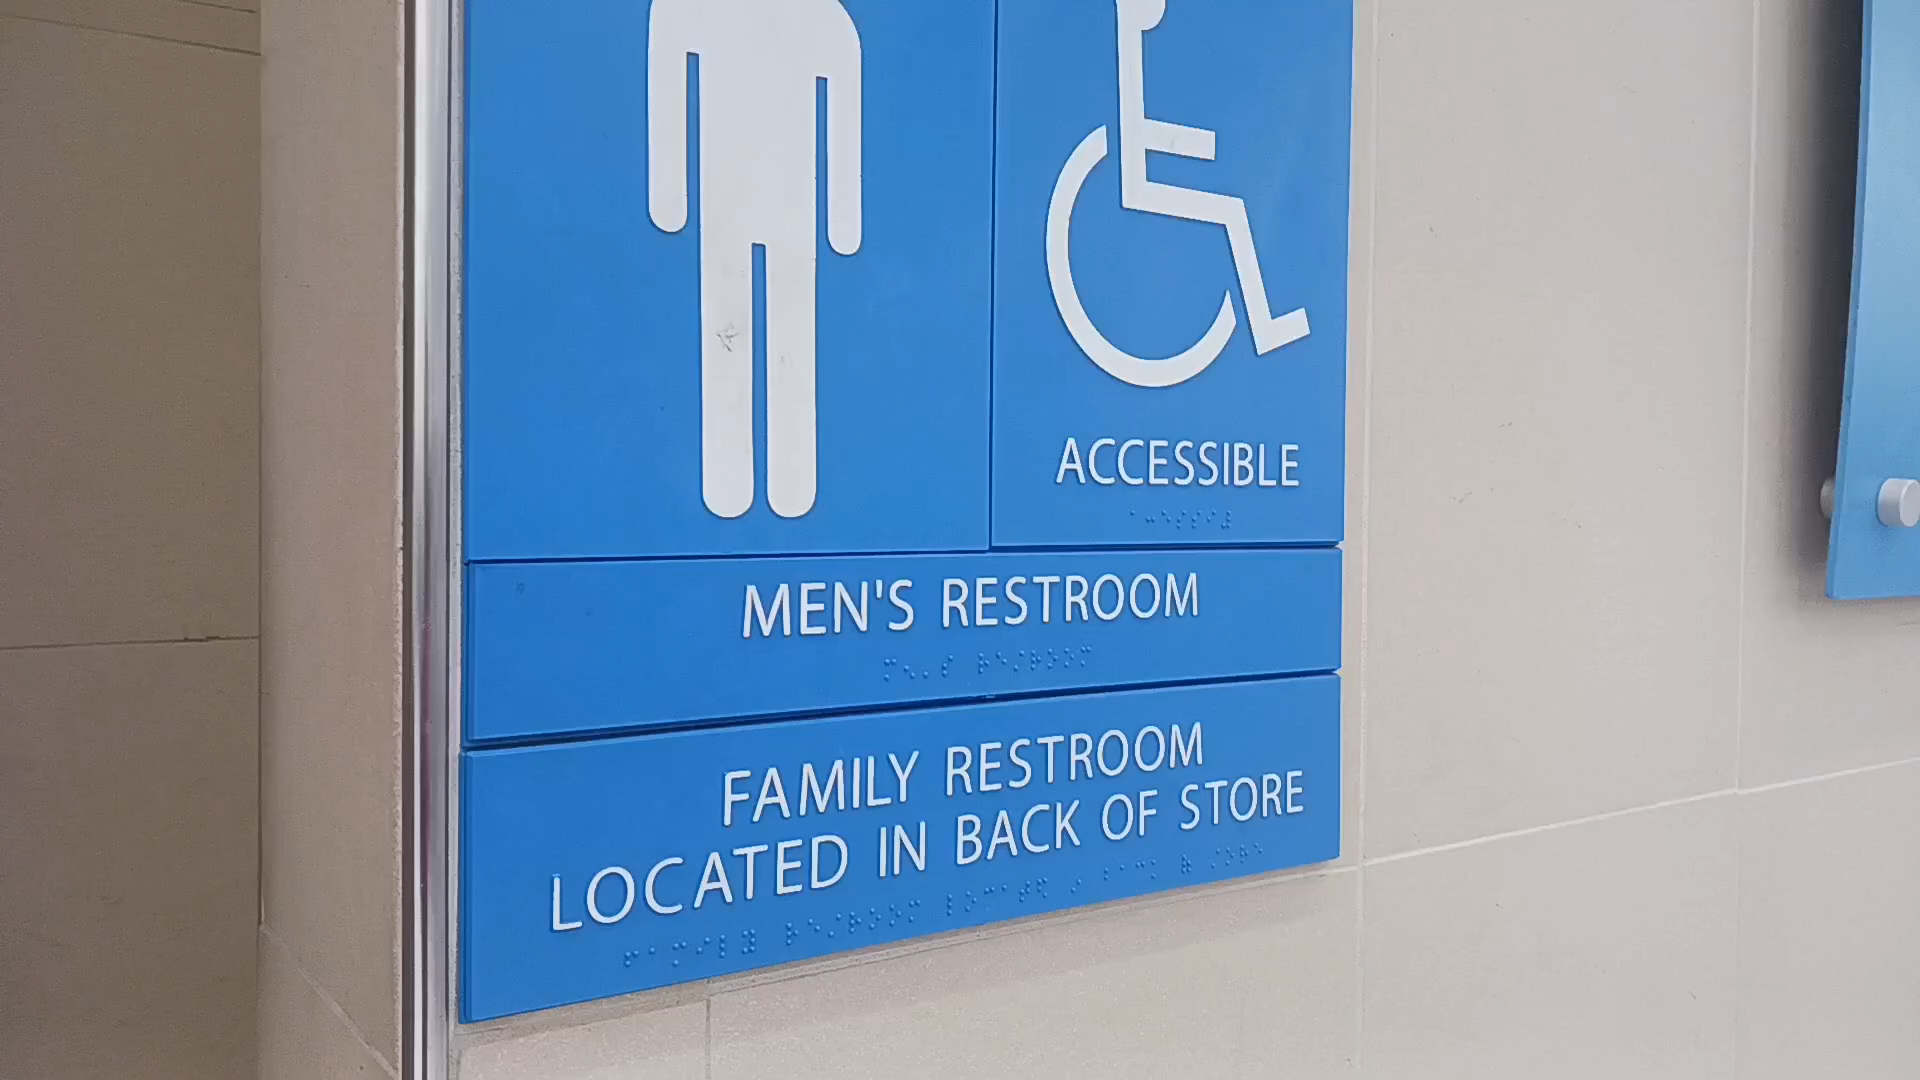 ACCESSIBLE
MEN'S RESTROOM
FAMILY RESTROOM
LOCATED IN BACK OF STORE